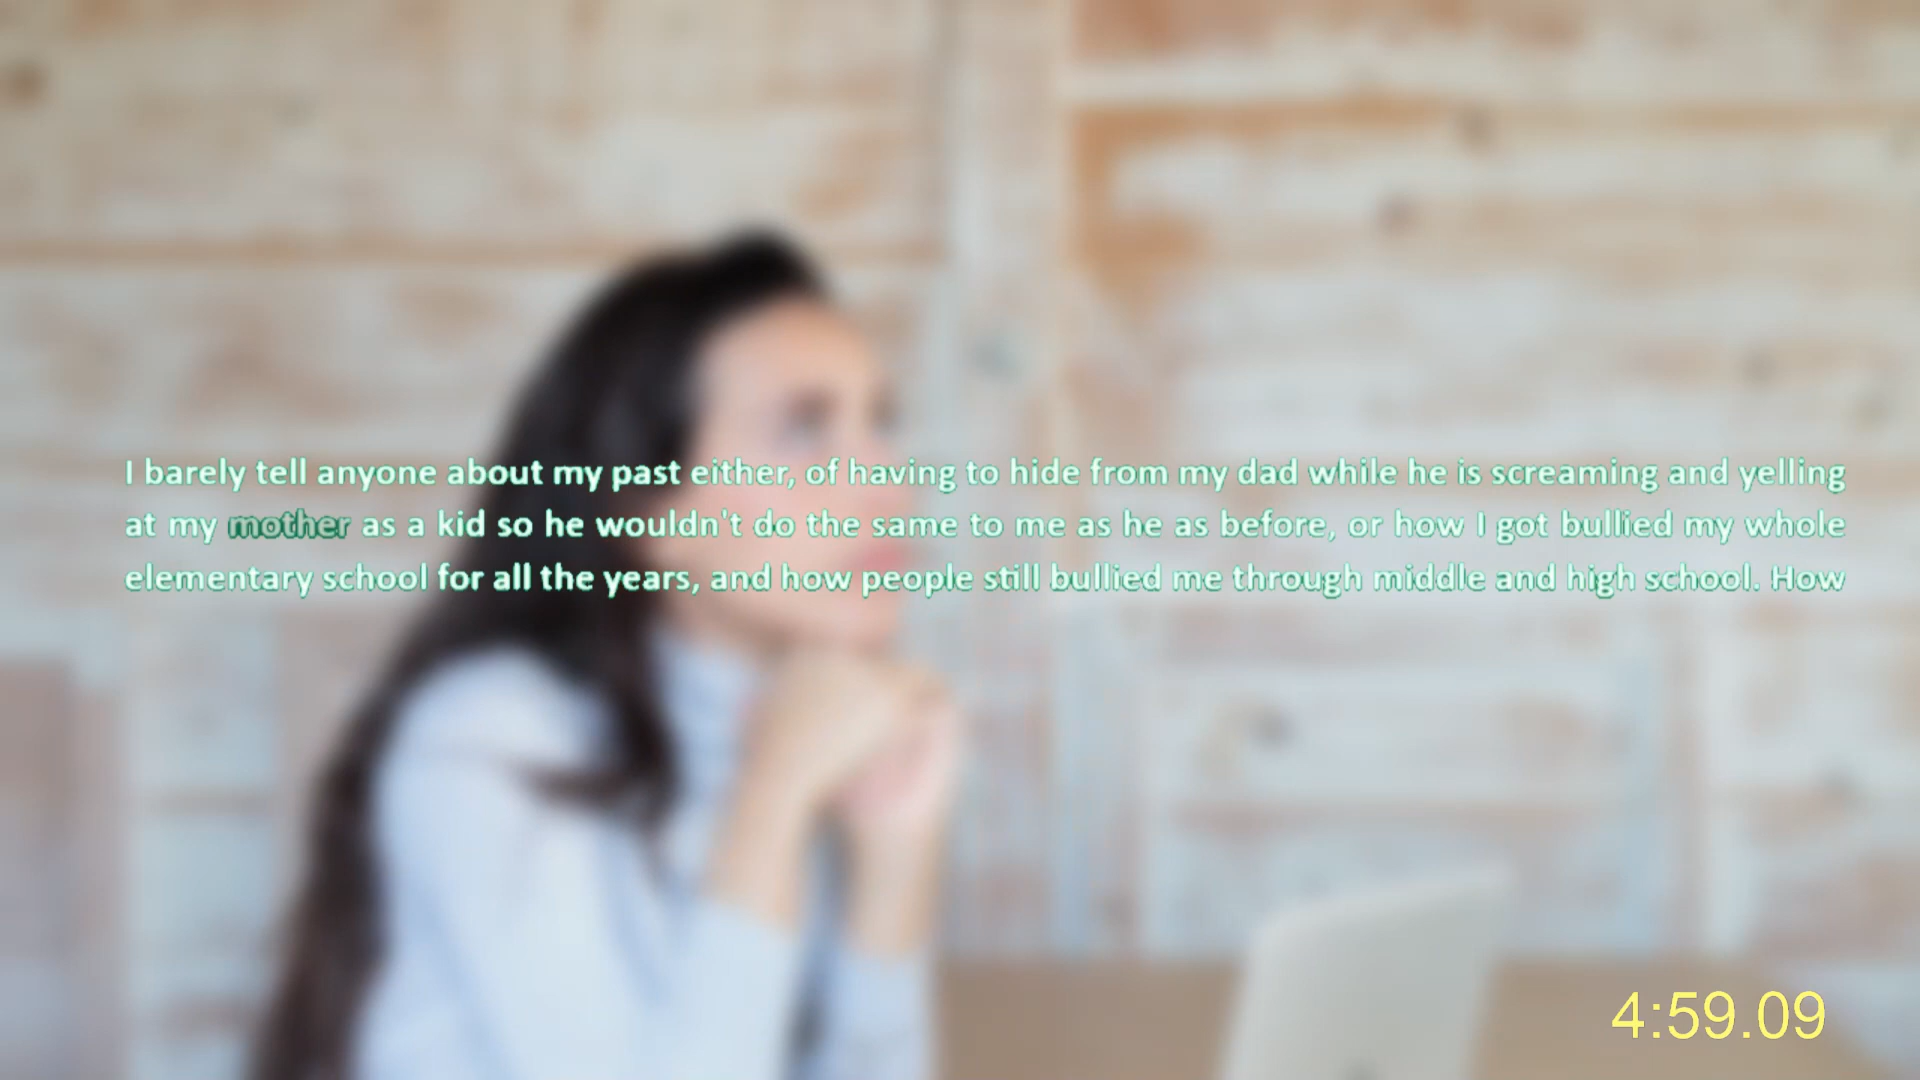 I barely tell anyone about my past either, of having to hide from my dad while he is screaming and yelling
at my mother as a kid so he wouldn't do the same to me as he as before, or how I got bullied my whole
elementary school for all the years, and how people still bullied me through middle and high school. How
4:59.09